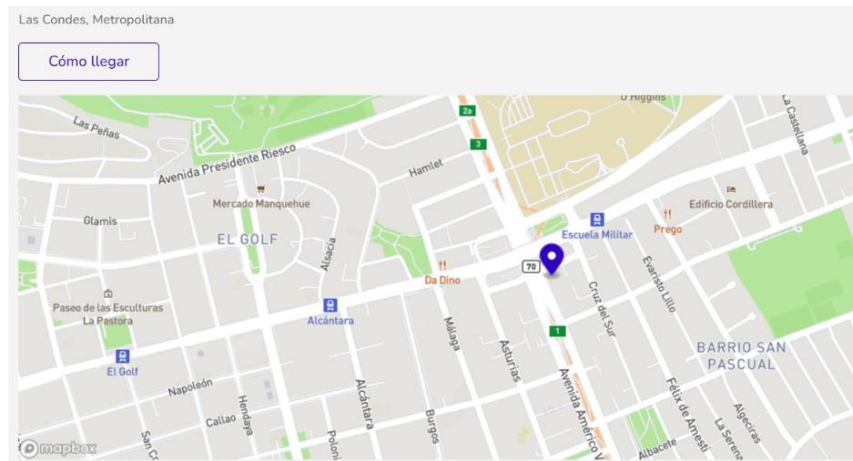 Las Condes, Metropolitana
Cómo llegar
O'Higgins
La Castellana
2a
Las Peñas
3
Avenida Presidente Riesco
Hamlet
Mercado Manquehue
Edificio Cordillera
Glamis
Escuela Militar
Prego
EL GOLF
Alsacia
70
Da Dino
Evaristo Lillo
Paseo de las Esculturas
La Pastora
Cruz del Sur
Alcántara
Málaga
1
Asturias
BARRIO SAN
PASCUAL
El Golf
Napoleón
Avenida Américo V
Alcántara
Hendaya
Félix de Amesti
Algeciras
Callao
Burgos
La Serena
San C
Poloni
Albacete
mapbox